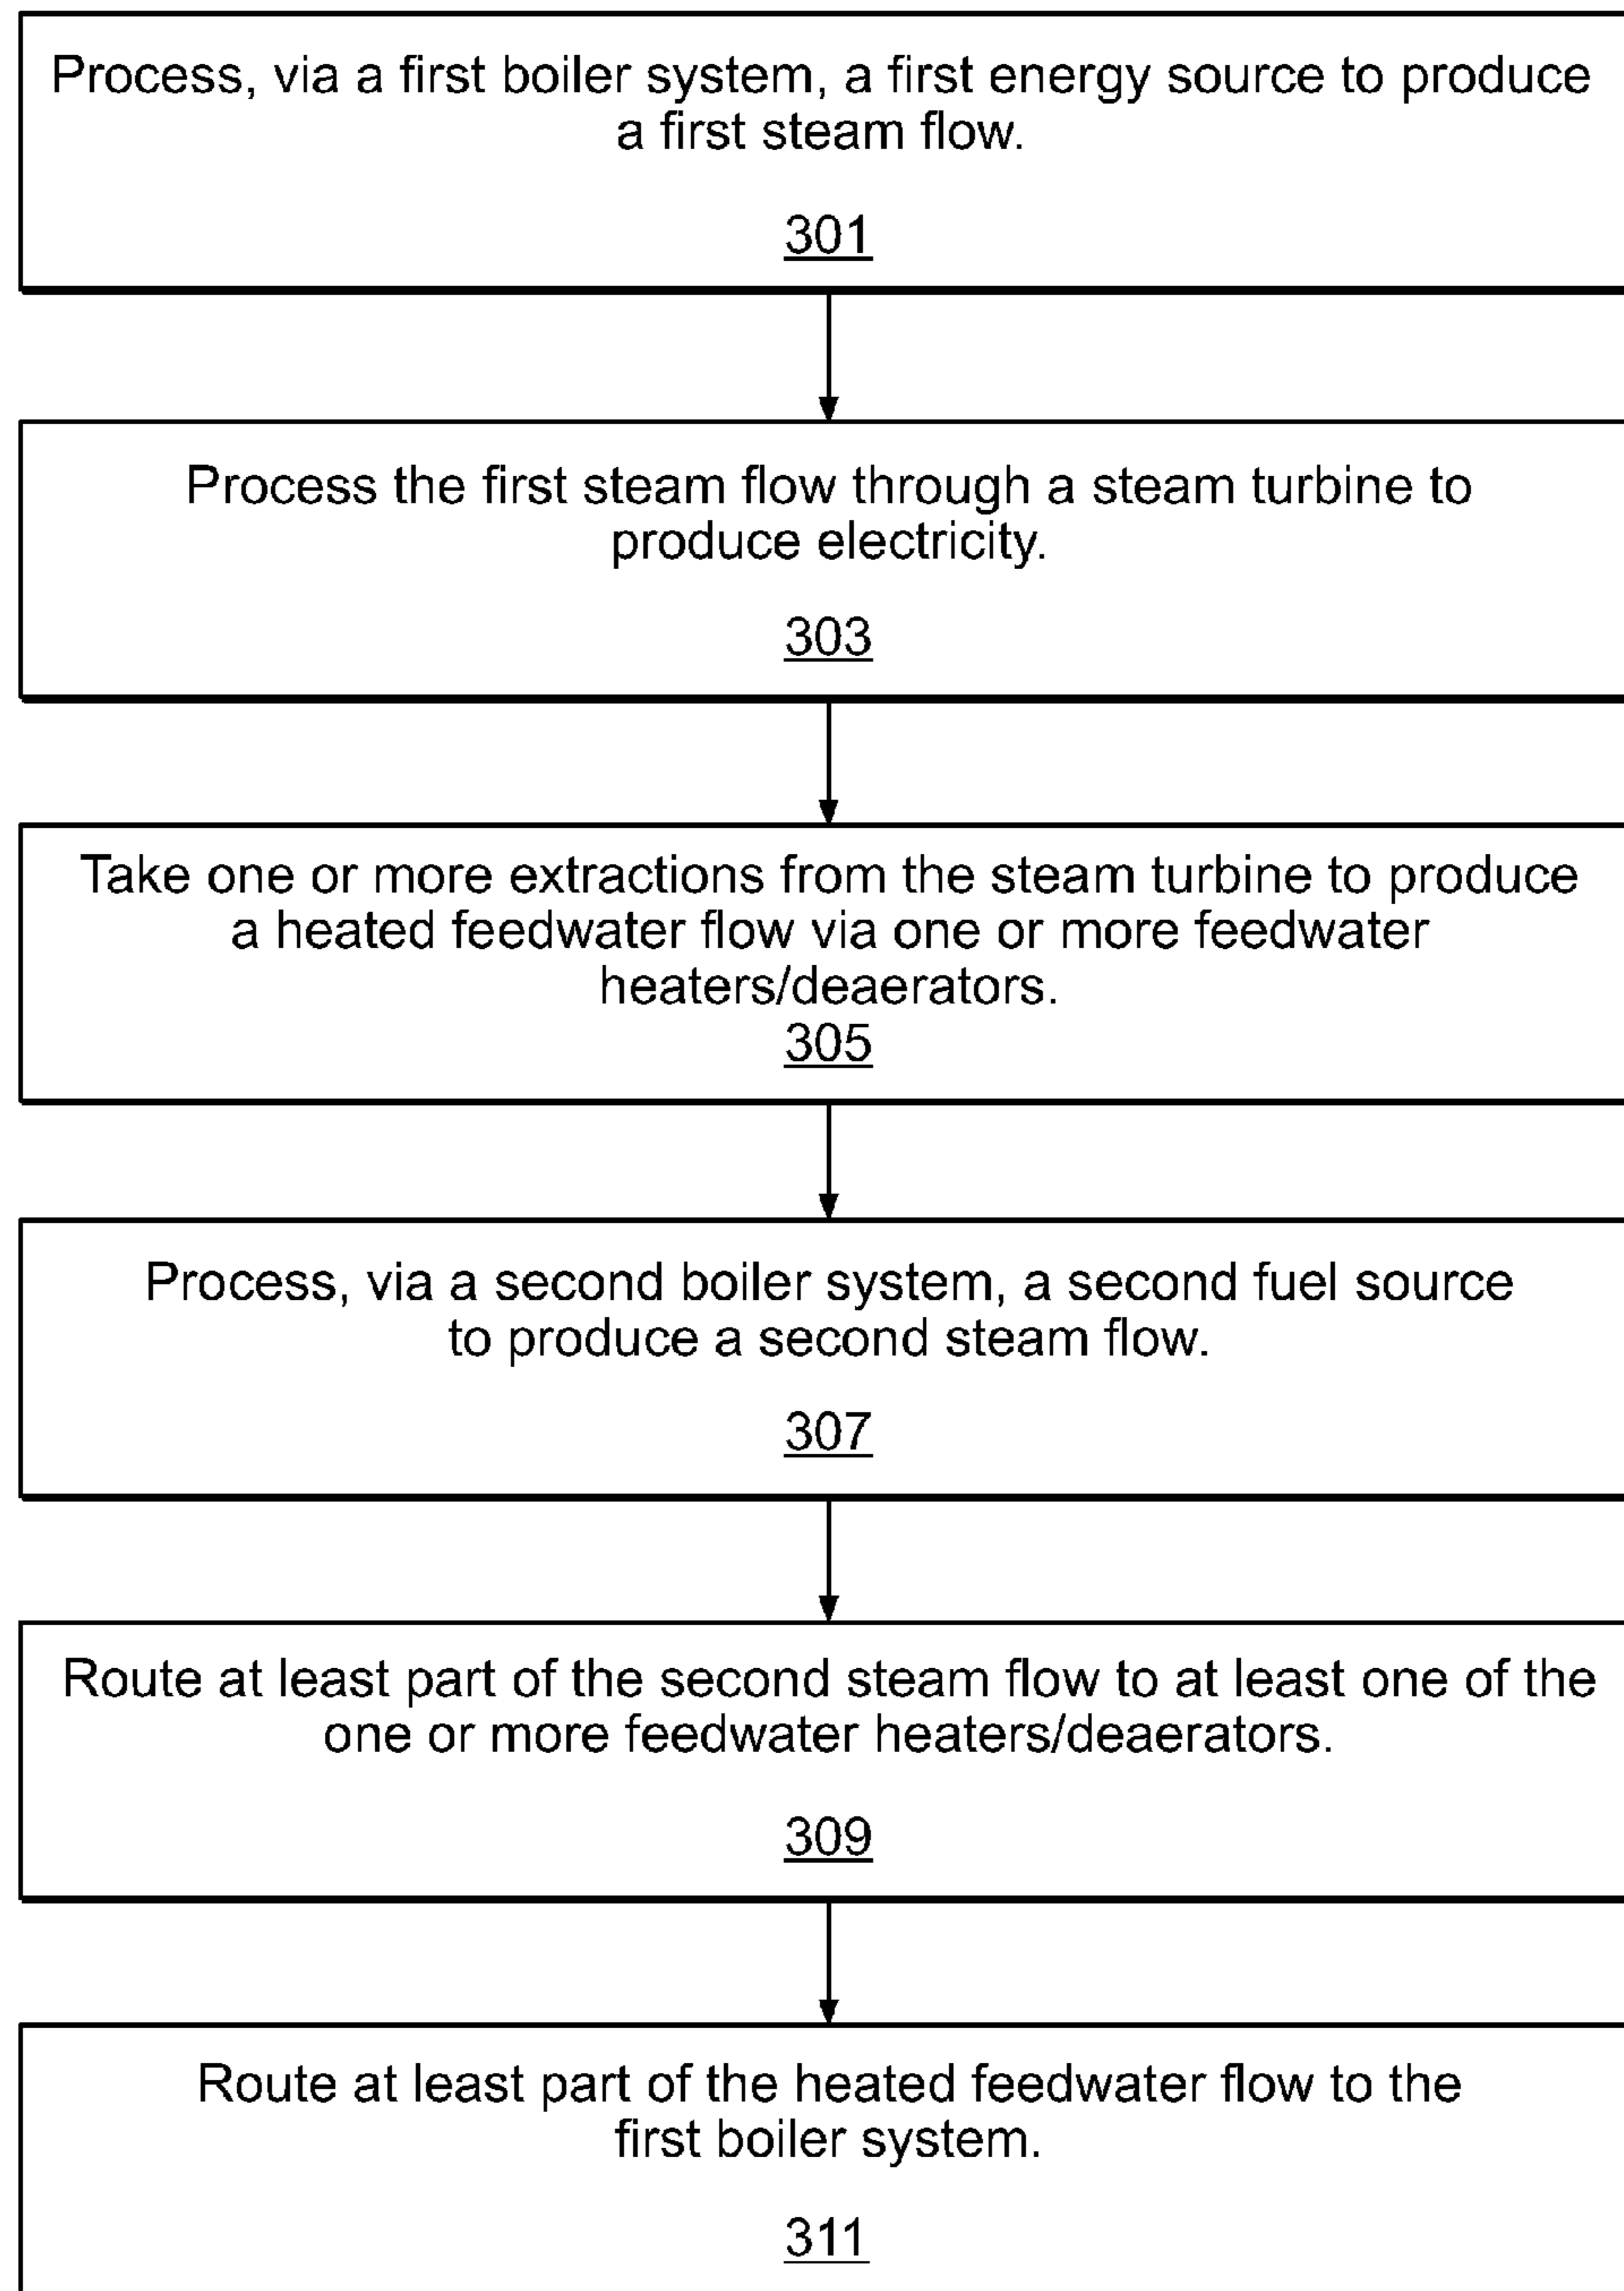 Process, via a first boiler system, a first energy source to produce
a first steam flow.
301
Process the first steam flow through a steam turbine to
produce electricity.
303
Take one or more extractions from the steam turbine to produce
a heated feedwater flow via one or more feedwater
heaters/deaerators.
305
Process, via a second boiler system, a second fuel source
to produce a second steam flow.
307
Route at least part of the second steam flow to at least one of the
one or more feedwater heaters/deaerators.
309
Route at least part of the heated feedwater flow to the
first boiler system.
311